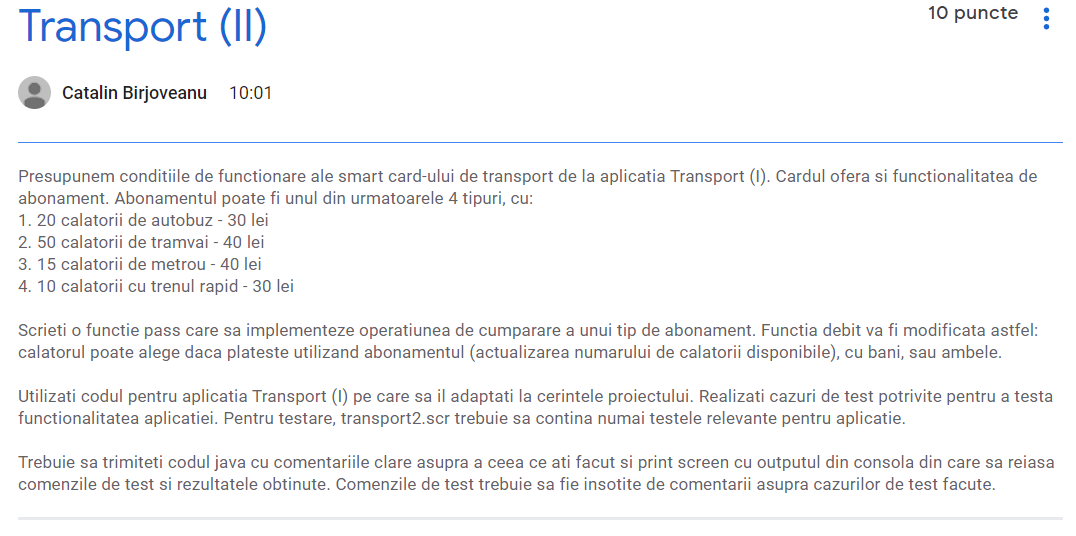 Transport (II)
10 puncte
Catalin Birjoveanu 10:01
Presupunem conditiile de functionare ale smart card-ului de transport de la aplicatia Transport (I). Cardul ofera si functionalitatea de
abonament. Abonamentul poate fi unul din urmatoarele 4 tipuri, cu:
1. 20 calatorii de autobuz - 30 lei
2. 50 calatorii de tramvai - 40 lei
3. 15 calatorii de metrou - 40 lei
4. 10 calatorii cu trenul rapid - 30 lei
Scrieti o functie pass care sa implementeze operatiunea de cumparare a unui tip de abonament. Functia debit va fi modificata astfel:
calatorul poate alege daca plateste utilizand abonamentul (actualizarea numarului de calatorii disponibile), cu bani, sau ambele.
Utilizati codul pentru aplicatia Transport (I) pe care sa il adaptati la cerintele proiectului. Realizati cazuri de test potrivite pentru a testa
functionalitatea aplicatiei. Pentru testare, transport2.scr trebuie sa contina numai testele relevante pentru aplicatie.
Trebuie sa trimiteti codul java cu comentariile clare asupra a ceea ce ati facut si print screen cu outputul din consola din care sa reiasa
comenzile de test si rezultatele obtinute. Comenzile de test trebuie sa fie insotite de comentarii asupra cazurilor de test facute.